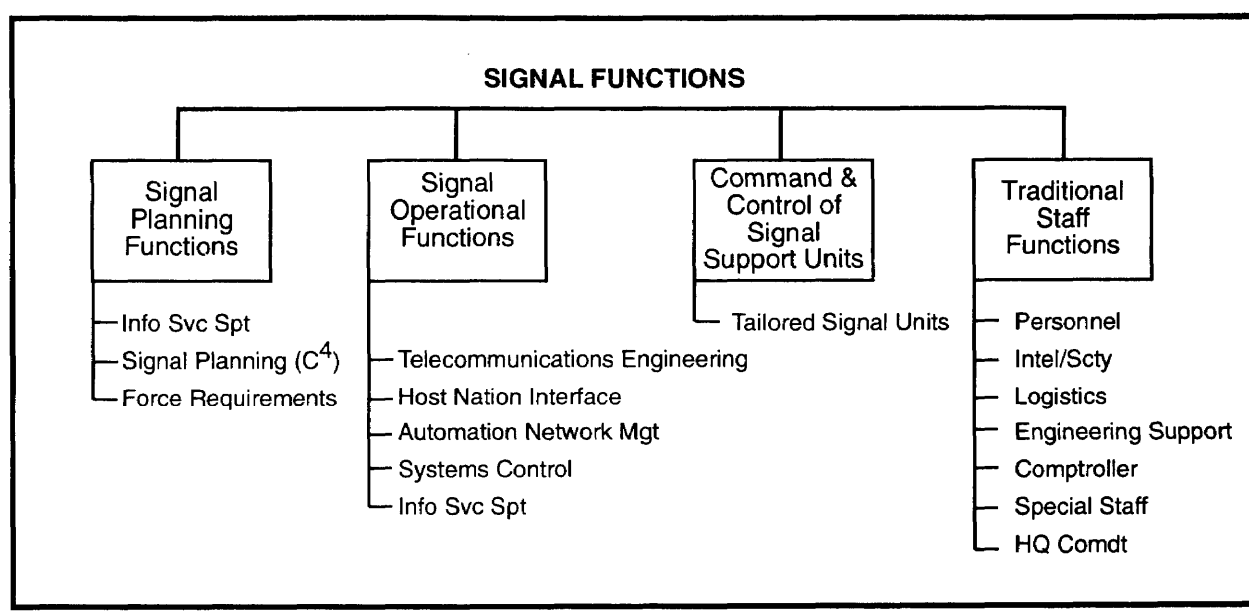 SIGNAL FUNCTIONS
Signal
Planning
Functions
Info Svc Spt
Signal Planning (C⁴)
Force Requirements
Signal
Operational
Functions
Telecommunications Engineering
Host Nation Interface
Automation Network Mgt
Systems Control
Info Svc Spt
Command &
Control of
Signal
Support Units
Tailored Signal Units
Traditional
Staff
Functions
Personnel
Intel/Scty
Logistics
Engineering Support
Comptroller
Special Staff
HQ Comdt